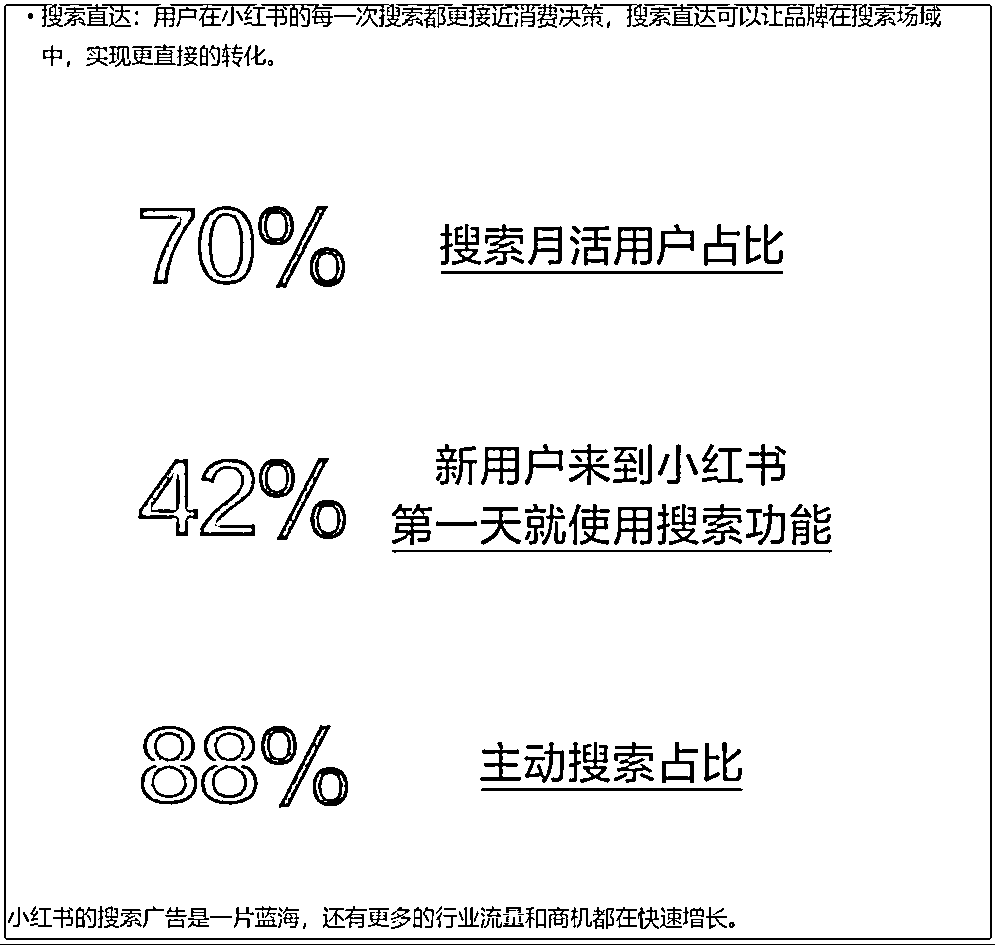 • 搜索直达：用户在小红书的每一次搜索都更接近消费决策，搜索直达可以让品牌在搜索场域
中，实现更直接的转化。
70% 搜索月活用户占比
42% 新用户来到小红书
第一天就使用搜索功能
88% 主动搜索占比
小红书的搜索广告是一片蓝海，还有更多的行业流量和商机都在快速增长。